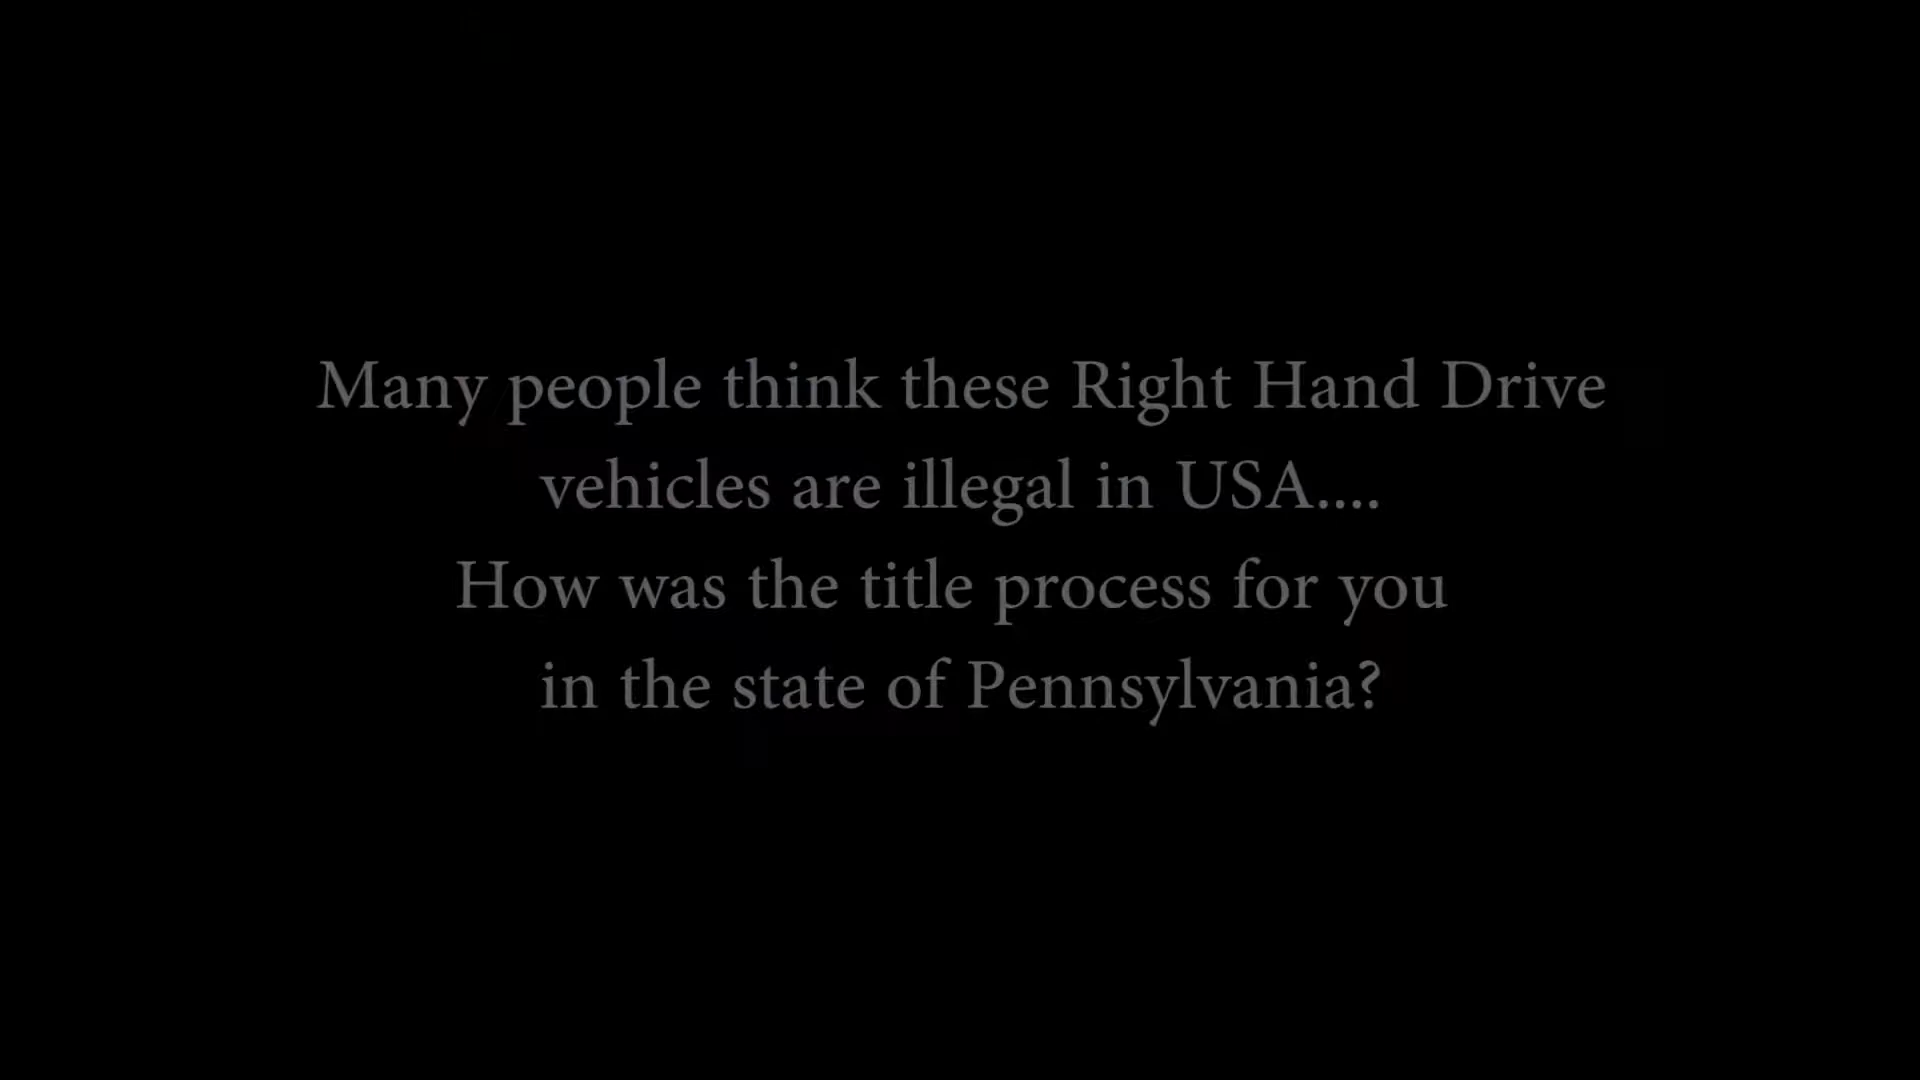 Many people think these Right Hand Drive
vehicles are illegal in USA....
How was the title process for you
in the state of Pennsylvania?